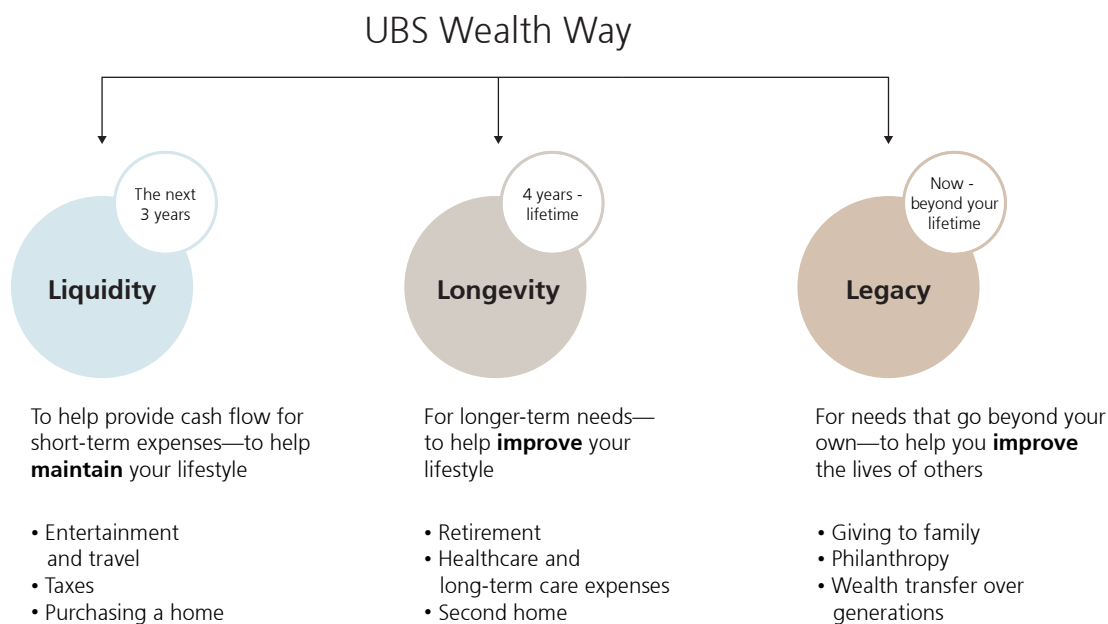 UBS Wealth Way
The next
3 years
Liquidity
To help provide cash flow for
short-term expenses—to help
maintain your lifestyle
• Entertainment
and travel
• Taxes
• Purchasing a home
4 years -
lifetime
Longevity
For longer-term needs—
to help improve your
lifestyle
• Retirement
• Healthcare and
long-term care expenses
• Second home
Now -
beyond your
lifetime
Legacy
For needs that go beyond your
own—to help you improve
the lives of others
• Giving to family
• Philanthropy
• Wealth transfer over
generations